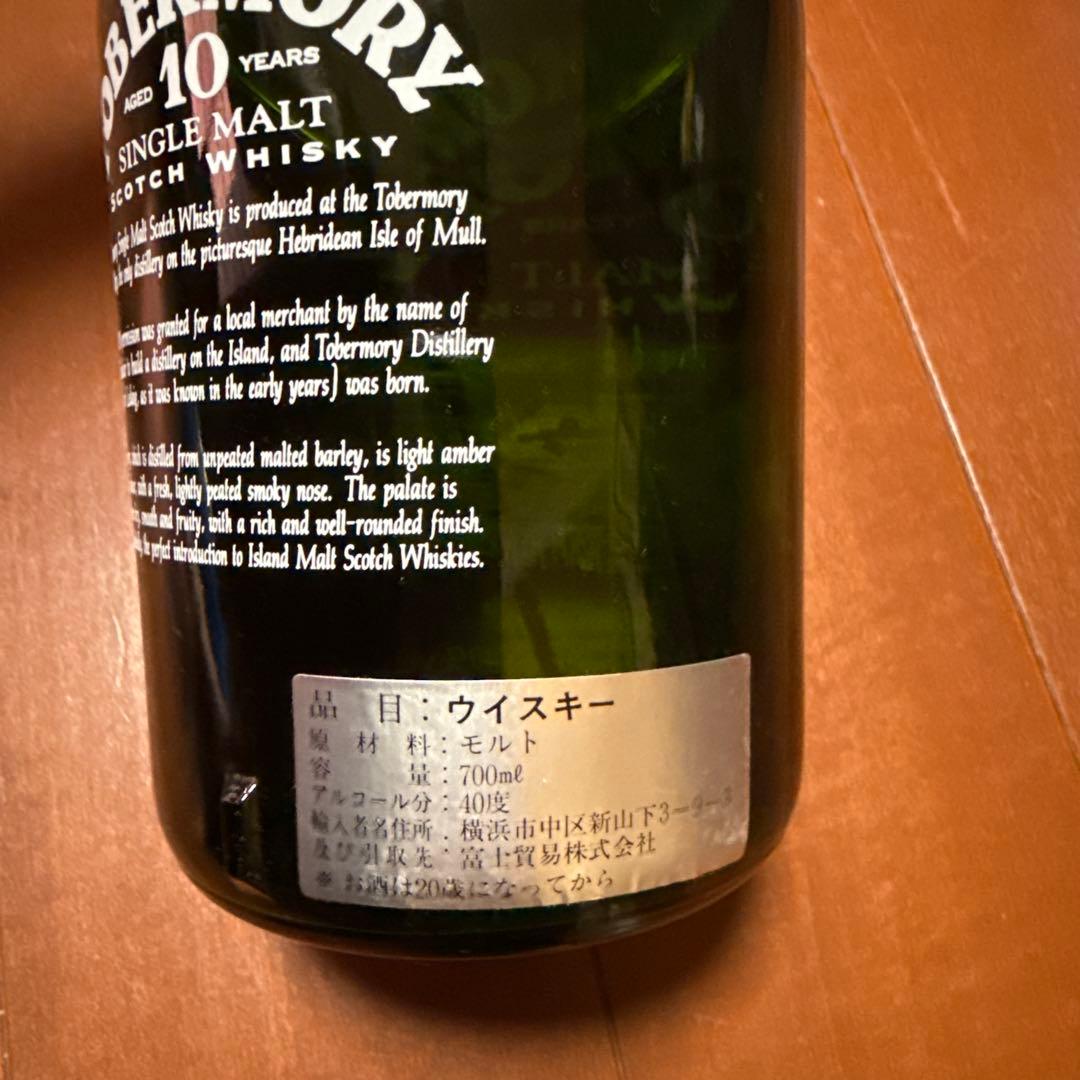 TOBERMORY
AGED 10 YEARS
SINGLE MALT
SCOTCH WHISKY
Single Malt Scotch Whisky is produced at the Tobermory
the only distillery on the picturesque Hebridean Isle of Mull.
was granted for a local merchant by the name of
to build a distillery on the Island, and Tobermory Distillery
as it was known in the early years) was born.
which is distilled from unpeated malted barley, is light amber
with a fresh, lightly peated smoky nose. The palate is
smooth and fruity, with a rich and well-rounded finish.
the perfect introduction to Island Malt Scotch Whiskies.
品目：ウイスキー
原材料：モルト
容量：700mℓ
アルコール分：40度
輸入者名住所：横浜市中区新山下3-9-3
及び引取先：富士貿易株式会社
※お酒は20歳になってから